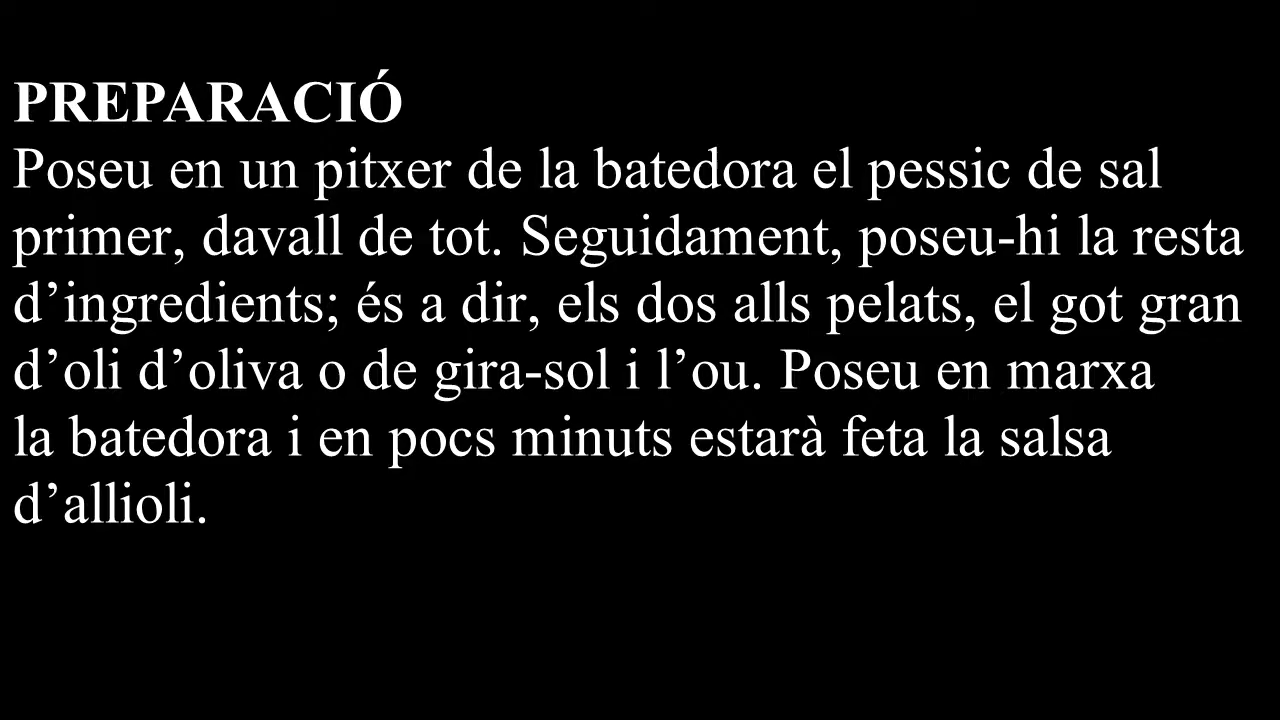 PREPARACIÓ
Poseu en un pitxer de la batedora el pessic de sal
primer, davall de tot. Seguidament, poseu-hi la resta
d’ingredients; és a dir, els dos alls pelats, el got gran
d’oli d’oliva o de gira-sol i l’ou. Poseu en marxa
la batedora i en pocs minuts estarà feta la salsa
d’allioli.